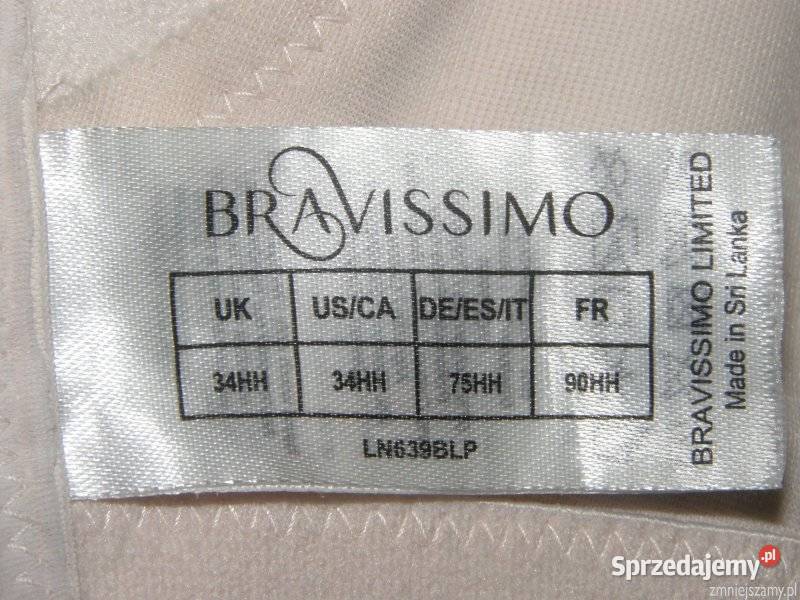 BRAVISSIMO
UK US/CA DE/ES/IT FR
34HH 34HH 75HH 90HH
LN639BLP
BRAVISSIMO LIMITED
Made in Sri Lanka
Sprzedajemy.pl
zmniejszamy.pl